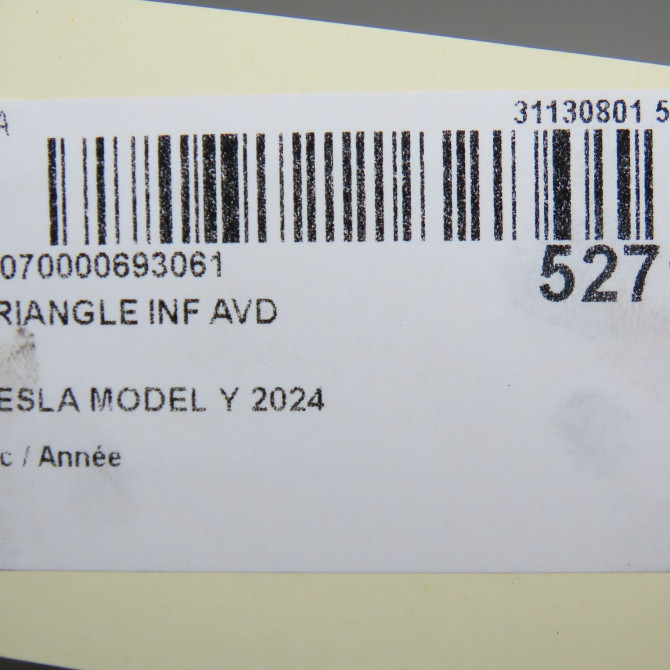 A 31130801 5
070000693061 527
RIANGLE INF AVD
ESLA MODEL Y 2024
c / Année